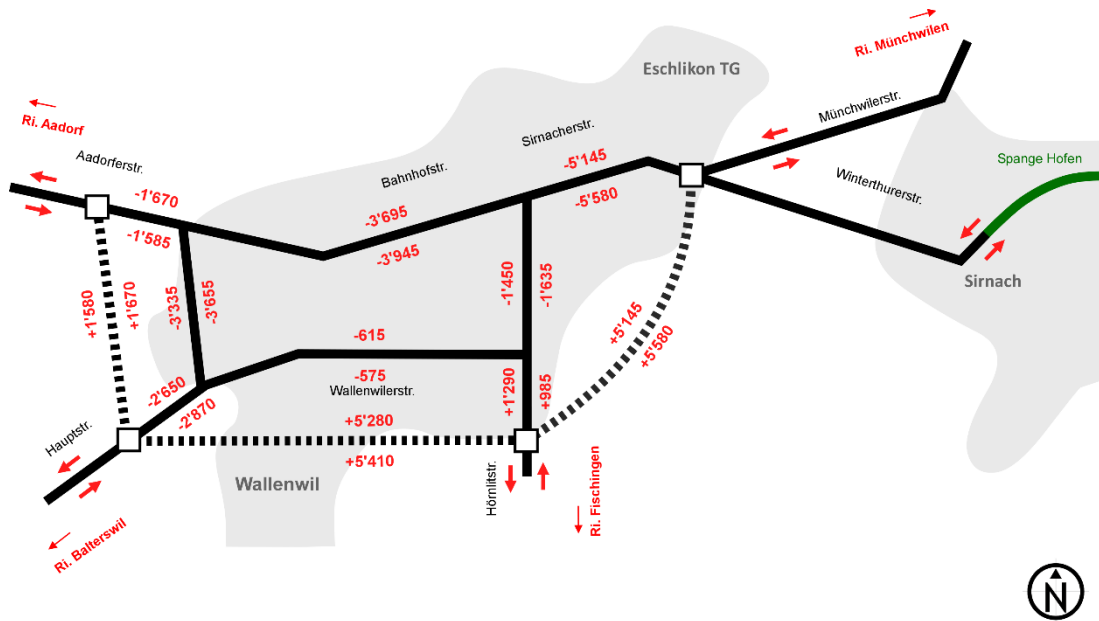 Ri. Münchwilen
Eschlikon TG
Münchwilerstr.
Ri. Aadorf
Aadorferstr.
Sirnacherstr.
Bahnhofstr.
-5'145
-5'580
Winterthurerstr.
Spange Hofen
-1'670
-1'585
-3'695
-3'945
Sirnach
+1'580
+1'670
-3'335
-3'655
-1'450
-1'635
+5'145
+5'580
-615
-575
Wallenwilerstr.
-2'650
-2'870
+1'290
+985
Hauptstr.
+5'280
+5'410
Wallenwil
Hörnlitstr.
Ri. Fischingen
Ri. Balterswil
N